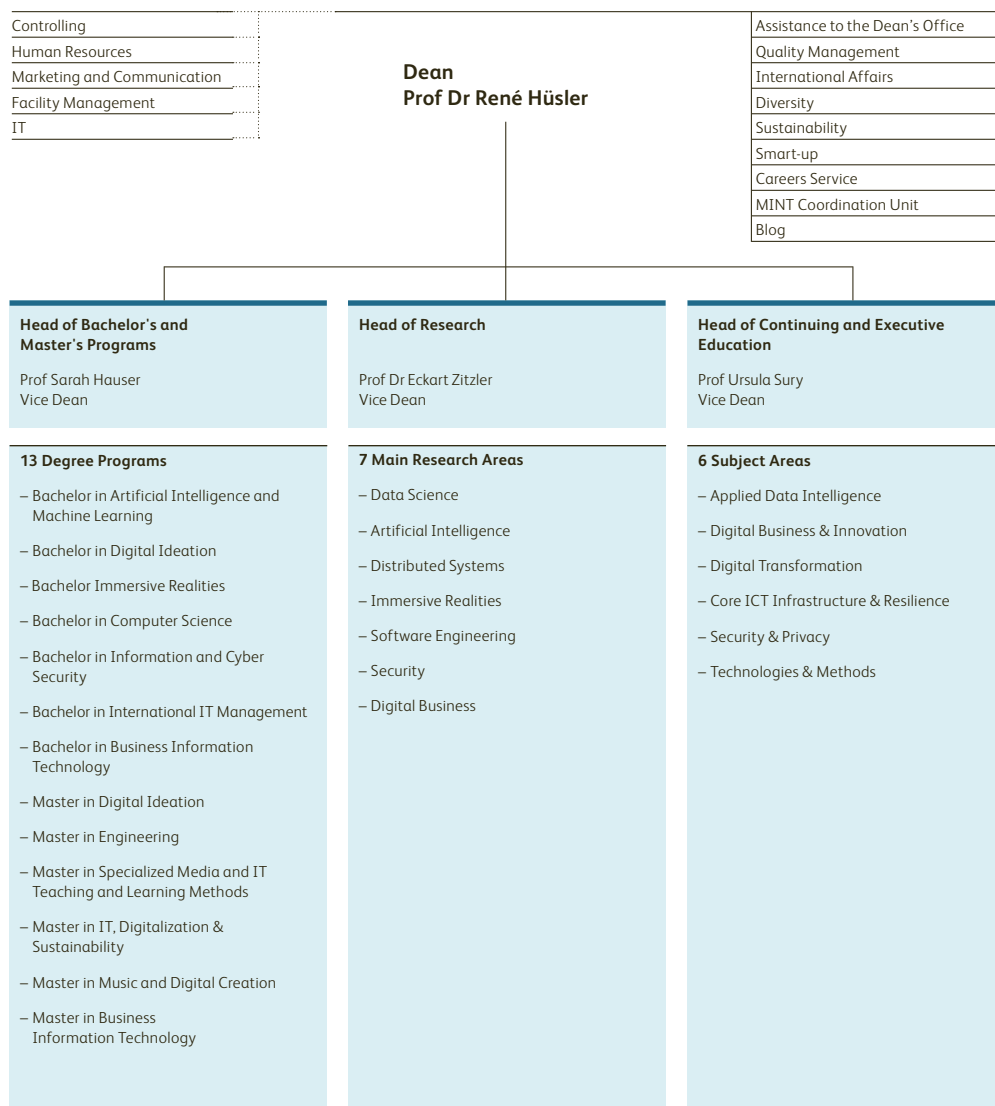 Controlling
Human Resources
Marketing and Communication
Facility Management
IT
Dean
Prof Dr René Hüsler
Assistance to the Dean's Office
Quality Management
International Affairs
Diversity
Sustainability
Smart-up
Careers Service
MINT Coordination Unit
Blog
Head of Bachelor's and
Master's Programs
Prof Sarah Hauser
Vice Dean
Head of Research
Prof Dr Eckart Zitzler
Vice Dean
Head of Continuing and Executive
Education
Prof Ursula Sury
Vice Dean
13 Degree Programs
– Bachelor in Artificial Intelligence and
Machine Learning
– Bachelor in Digital Ideation
– Bachelor Immersive Realities
– Bachelor in Computer Science
– Bachelor in Information and Cyber
Security
– Bachelor in International IT Management
– Bachelor in Business Information
Technology
– Master in Digital Ideation
– Master in Engineering
– Master in Specialized Media and IT
Teaching and Learning Methods
– Master in IT, Digitalization &
Sustainability
– Master in Music and Digital Creation
– Master in Business
Information Technology
7 Main Research Areas
– Data Science
– Artificial Intelligence
– Distributed Systems
– Immersive Realities
– Software Engineering
– Security
– Digital Business
6 Subject Areas
– Applied Data Intelligence
– Digital Business & Innovation
– Digital Transformation
– Core ICT Infrastructure & Resilience
– Security & Privacy
– Technologies & Methods